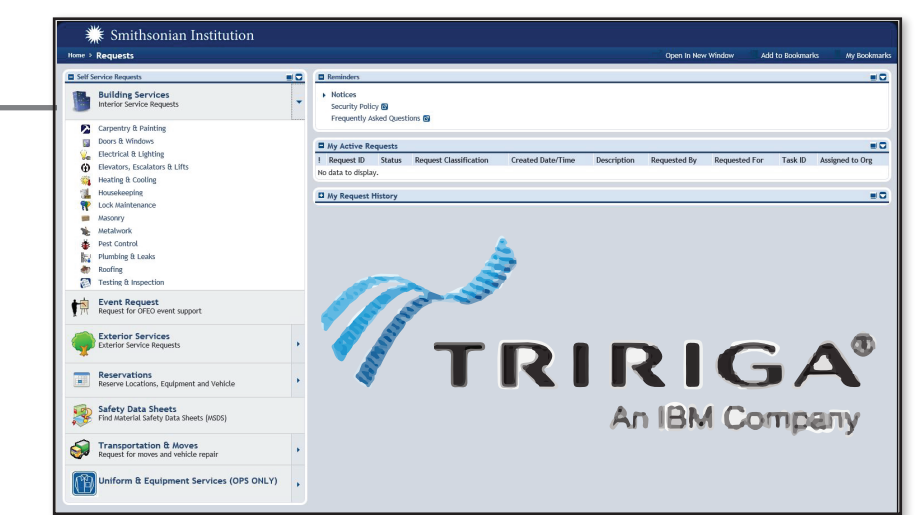 Smithsonian Institution
Home > Requests
Open In New Window Add to Bookmarks My Bookmarks
Self Service Requests
Building Services
Interior Service Requests
Carpentry & Painting
Doors & Windows
Electrical & Lighting
Elevators, Escalators & Lifts
Heating & Cooling
Housekeeping
Lock Maintenance
Masonry
Metalwork
Pest Control
Plumbing & Leaks
Roofing
Testing & Inspection
Event Request
Request for OFEO event support
Exterior Services
Exterior Service Requests
Reservations
Reserve Locations, Equipment and Vehicle
Safety Data Sheets
Find Material Safety Data Sheets (MSDS)
Transportation & Moves
Request for moves and vehicle repair
Uniform & Equipment Services (OPS ONLY)
Reminders
Notices
Security Policy
Frequently Asked Questions
My Active Requests
! Request ID Status Request Classification Created Date/Time Description Requested By Requested For Task ID Assigned to Org
No data to display.
My Request History
TRIRIGA®
An IBM Company